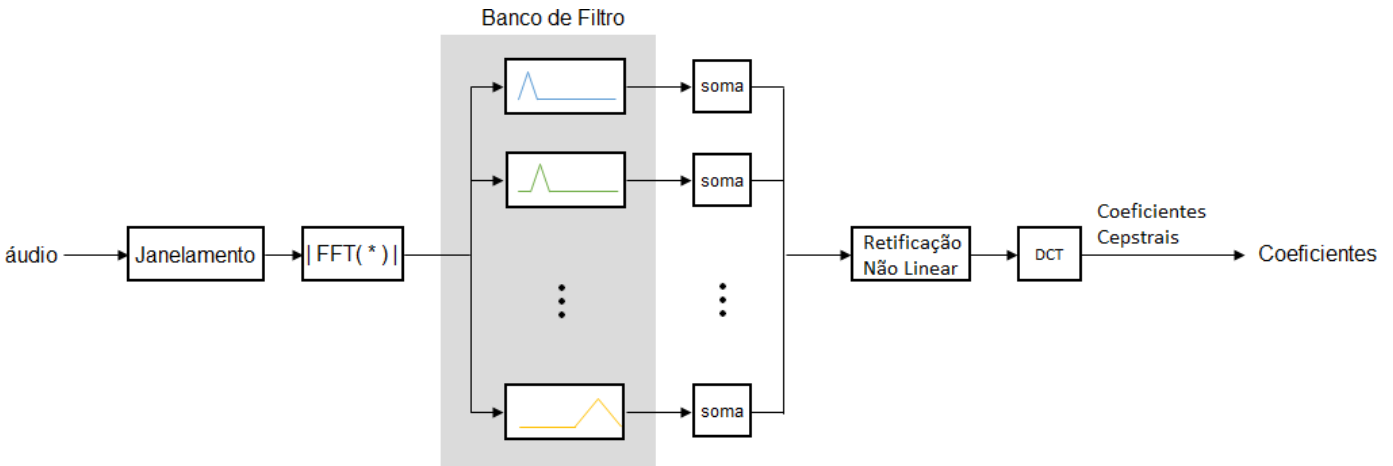 Banco de Filtro
soma
soma
áudio
Janelamento
|FFT(*)|
Retificação
Não Linear
DCT
Coeficientes
Cepstrais
Coeficientes
soma